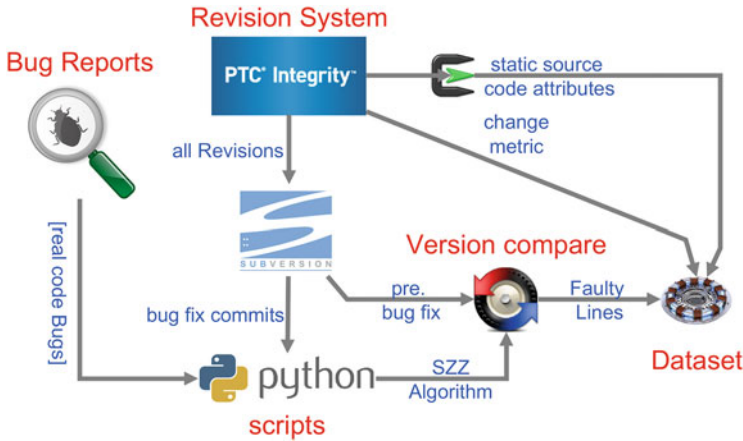 Revision System
Bug Reports
PTC® Integrity™
static source
code attributes
change
metric
all Revisions
SUBVERSION
Version compare
[real code Bugs]
bug fix commits
pre.
bug fix
Faulty
Lines
python
SZZ
Algorithm
Dataset
scripts